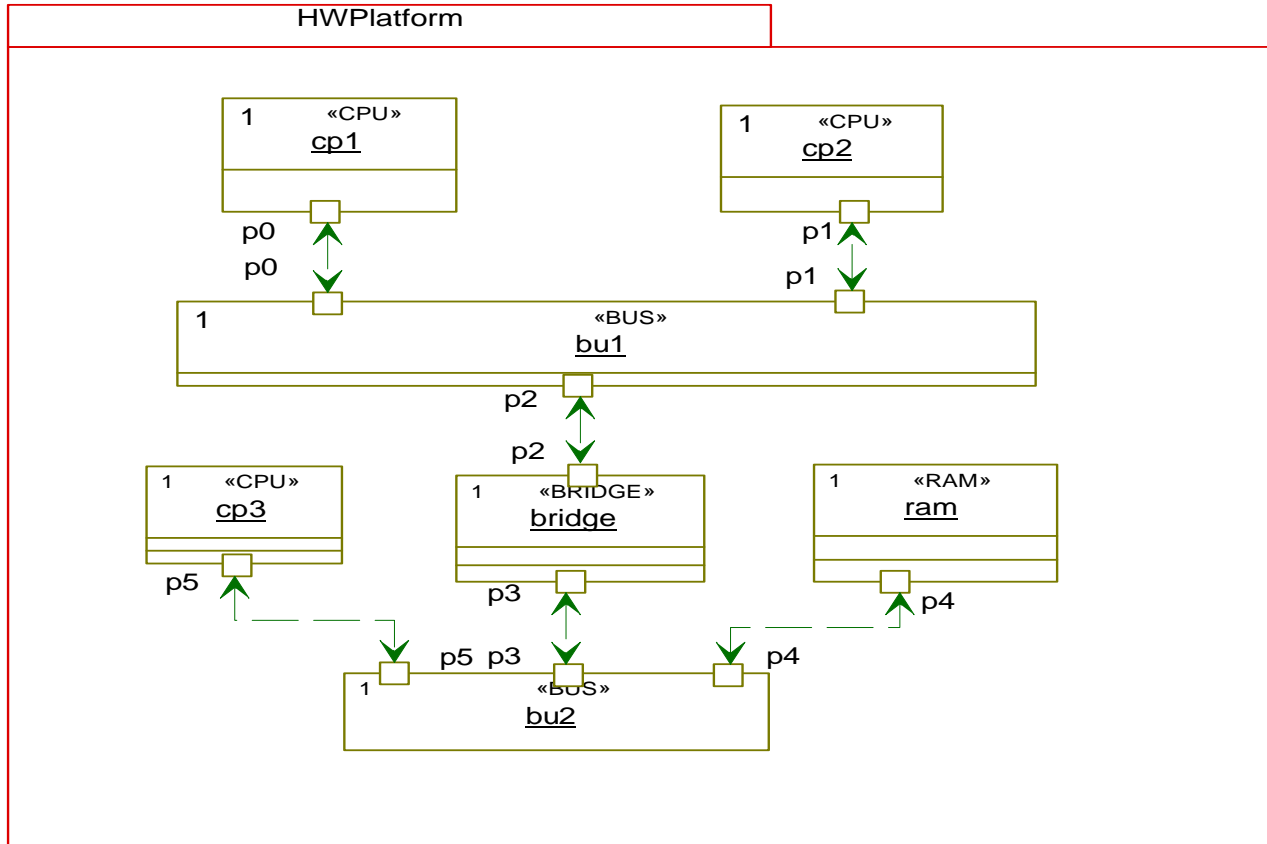 HWPlatform
1 «CPU»
cp1
1 «CPU»
cp2
p0
p1
p0
p1
1 «BUS»
bu1
p2
p2
1 «CPU»
cp3
1 «BRIDGE»
bridge
1 «RAM»
ram
p5
p3
p4
p5 p3
p4
1 «BUS»
bu2